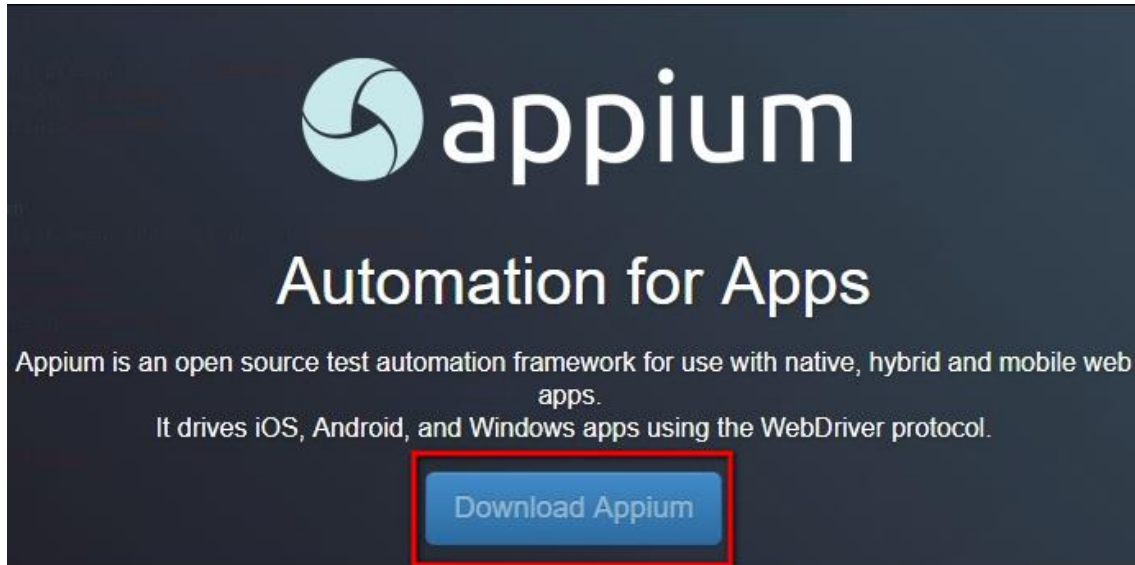 appium
Automation for Apps
Appium is an open source test automation framework for use with native, hybrid and mobile web
apps.
It drives iOS, Android, and Windows apps using the WebDriver protocol.
Download Appium